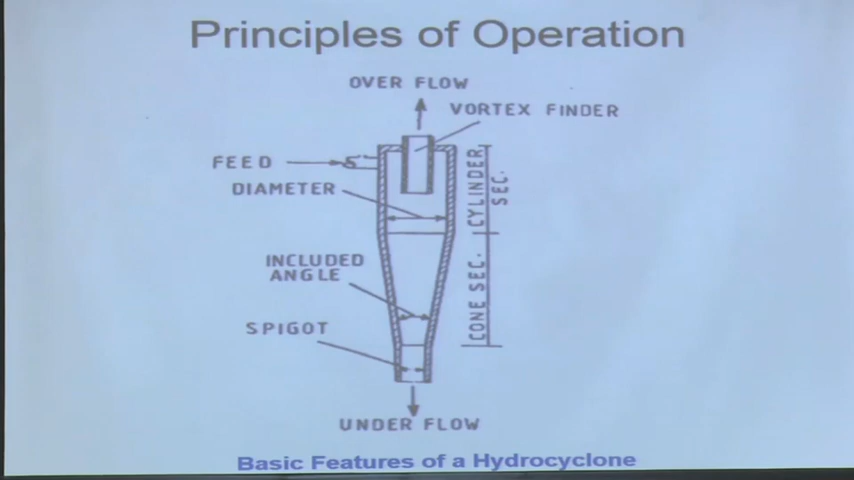 Principles of Operation
OVER FLOW
VORTEX FINDER
FEED
DIAMETER
CYLINDER
SEC.
INCLUDED
ANGLE
CONE SEC.
SPIGOT
UNDER FLOW
Basic Features of a Hydrocyclone